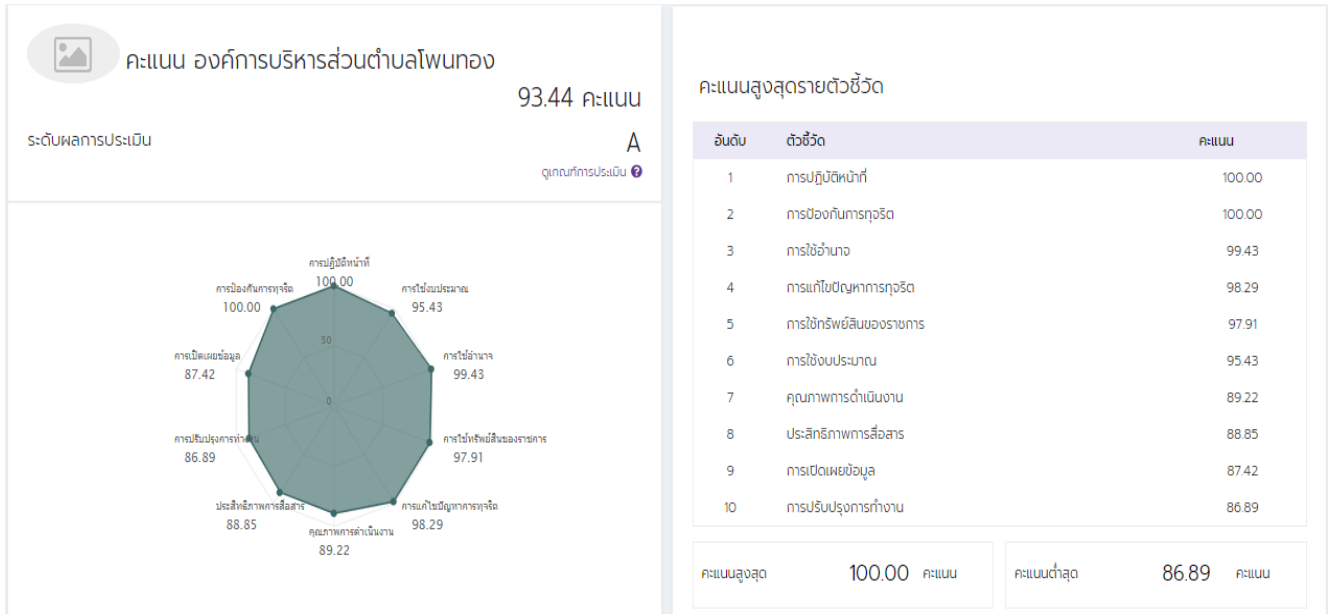 คะแนน องค์การบริหารส่วนตำบลโพนทอง
93.44 คะแนน
ระดับผลการประเมิน
A
ดูเกณฑ์การประเมิน ?
การปฏิบัติหน้าที่
100.00
การป้องกันการทุจริต
100.00
การใช้งบประมาณ
95.43
50
การเปิดเผยข้อมูล
87.42
การใช้อำนาจ
99.43
0
การปรับปรุงการทำงาน
86.89
การใช้ทรัพย์สินของราชการ
97.91
ประสิทธิภาพการสื่อสาร
88.85
การแก้ไขปัญหาการทุจริต
98.29
คุณภาพการดำเนินงาน
89.22
คะแนนสูงสุดรายตัวชี้วัด
อันดับ ตัวชี้วัด คะแนน
1 การปฏิบัติหน้าที่ 100.00
2 การป้องกันการทุจริต 100.00
3 การใช้อำนาจ 99.43
4 การแก้ไขปัญหาการทุจริต 98.29
5 การใช้ทรัพย์สินของราชการ 97.91
6 การใช้งบประมาณ 95.43
7 คุณภาพการดำเนินงาน 89.22
8 ประสิทธิภาพการสื่อสาร 88.85
9 การเปิดเผยข้อมูล 87.42
10 การปรับปรุงการทำงาน 86.89
คะแนนสูงสุด 100.00 คะแนน
คะแนนต่ำสุด 86.89 คะแนน